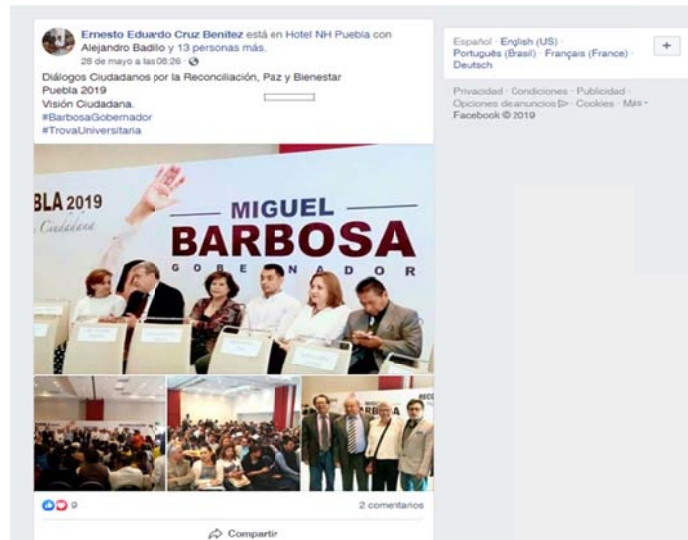 Ernesto Eduardo Cruz Benítez está en Hotel NH Puebla con
Alejandro Badillo y 13 personas más.
28 de mayo a las 08:26 ·
Diálogos Ciudadanos por la Reconciliación, Paz y Bienestar
Puebla 2019
Visión Ciudadana.
#BarbosaGobernador
#TrovaUniversitaria
BLA 2019
Ciudadana
MIGUEL
BARBOSA
GOBERNADOR
BARBOSA
9
2 comentarios
Compartir
Español · English (US) ·
Português (Brasil) · Français (France) ·
Deutsch
+
Privacidad · Condiciones · Publicidad ·
Opciones de anuncios · Cookies · Más
Facebook © 2019